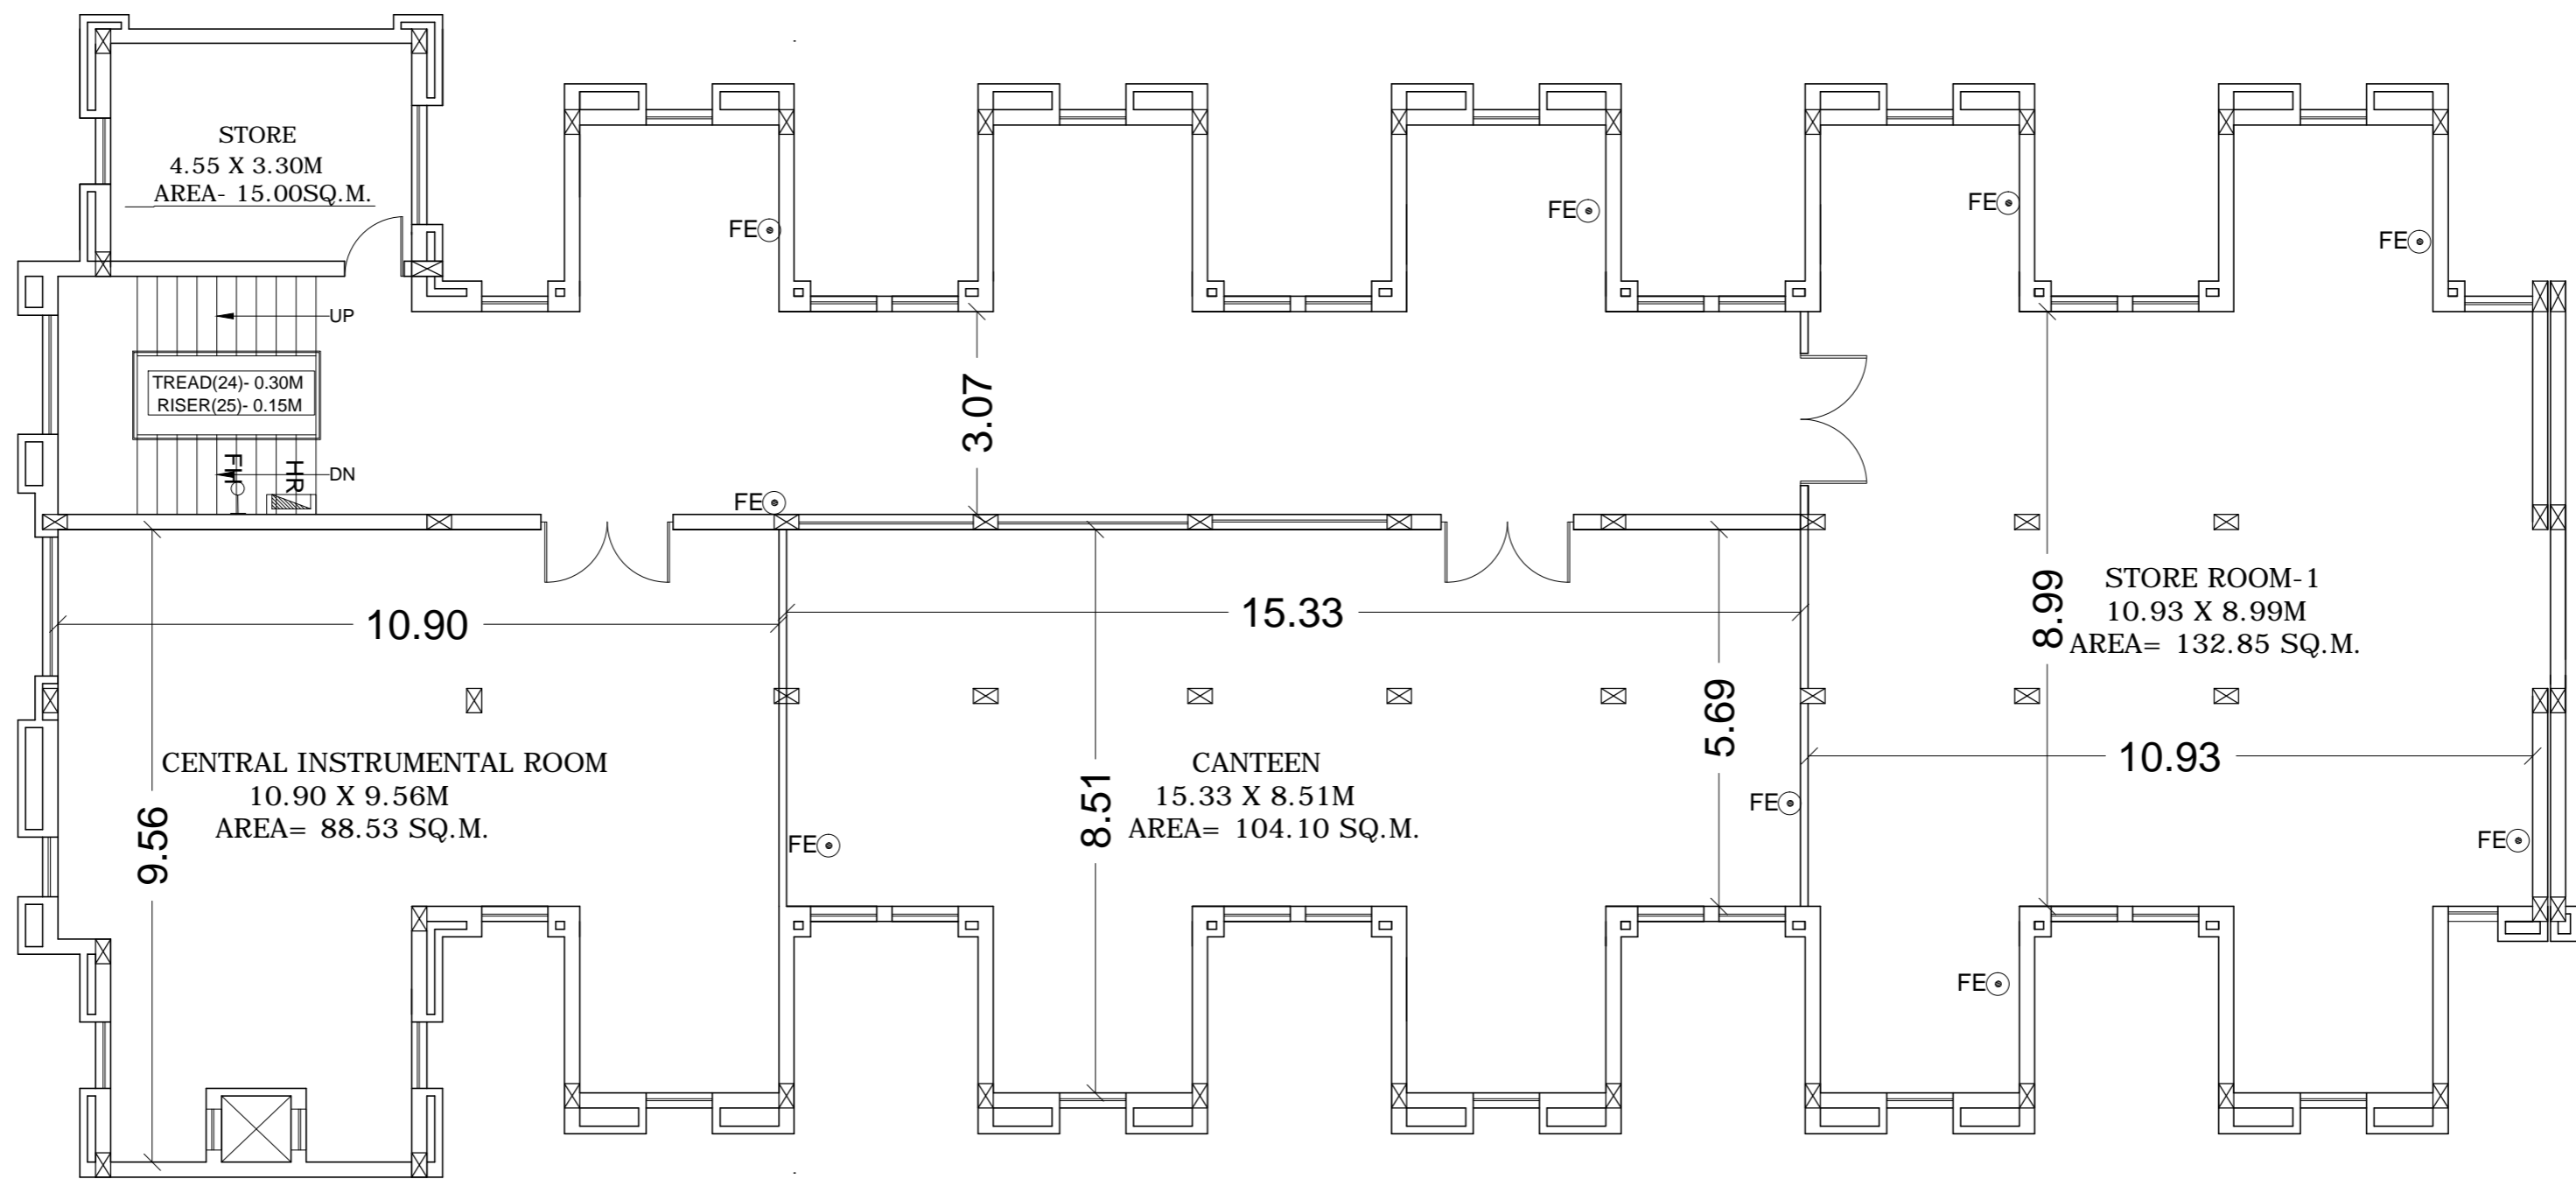 STORE
4.55 X 3.30M
AREA- 15.00SQ.M.
FE
FE
FE
FE
UP
TREAD(24)- 0.30M
RISER(25)- 0.15M
3.07
FH
HR
DN
FE
10.90
15.33
8.99
STORE ROOM-1
10.93 X 8.99M
AREA= 132.85 SQ.M.
5.69
10.93
CENTRAL INSTRUMENTAL ROOM
10.90 X 9.56M
AREA= 88.53 SQ.M.
9.56
8.51
CANTEEN
15.33 X 8.51M
AREA= 104.10 SQ.M.
FE
FE
FE
FE